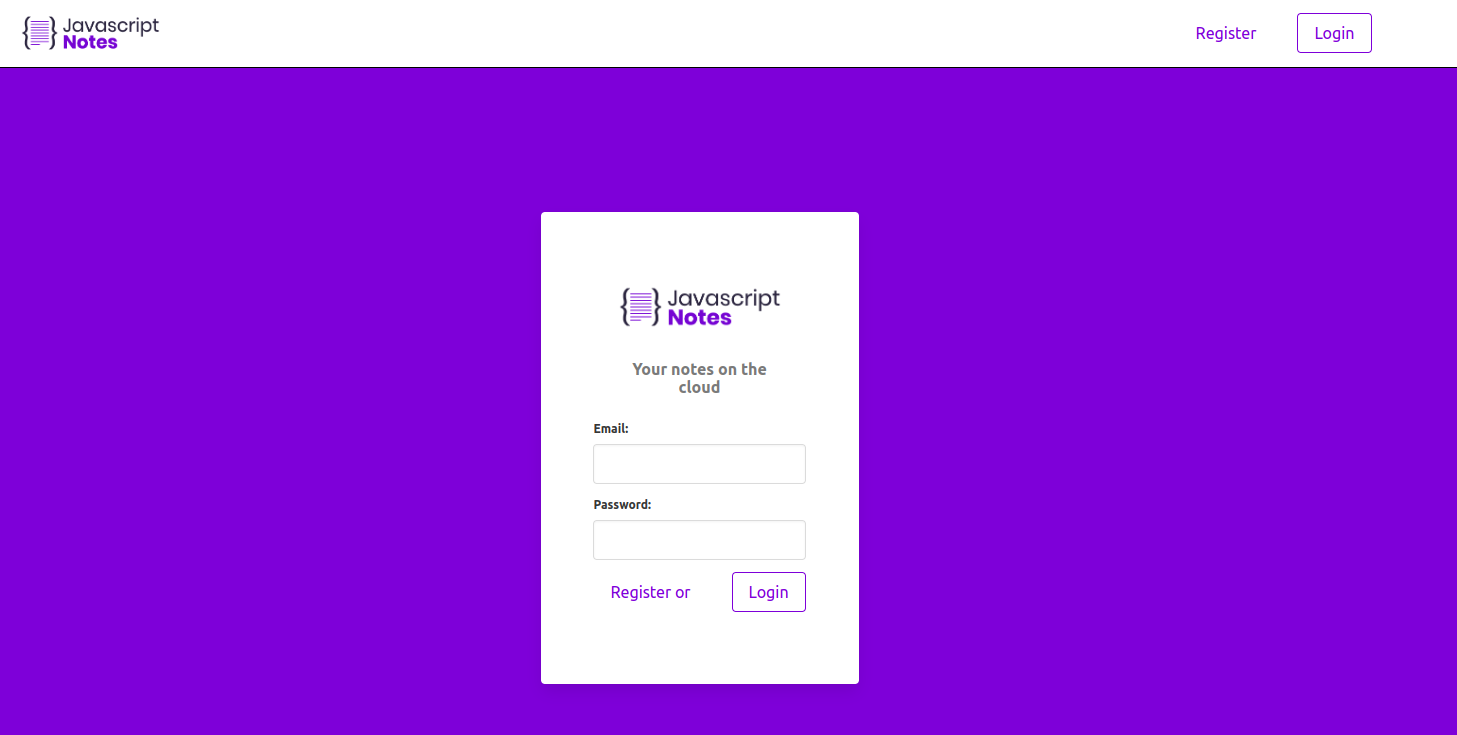 Javascript
Notes
Register
Login
Javascript
Notes
Your notes on the
cloud
Email:
Password:
Register or
Login